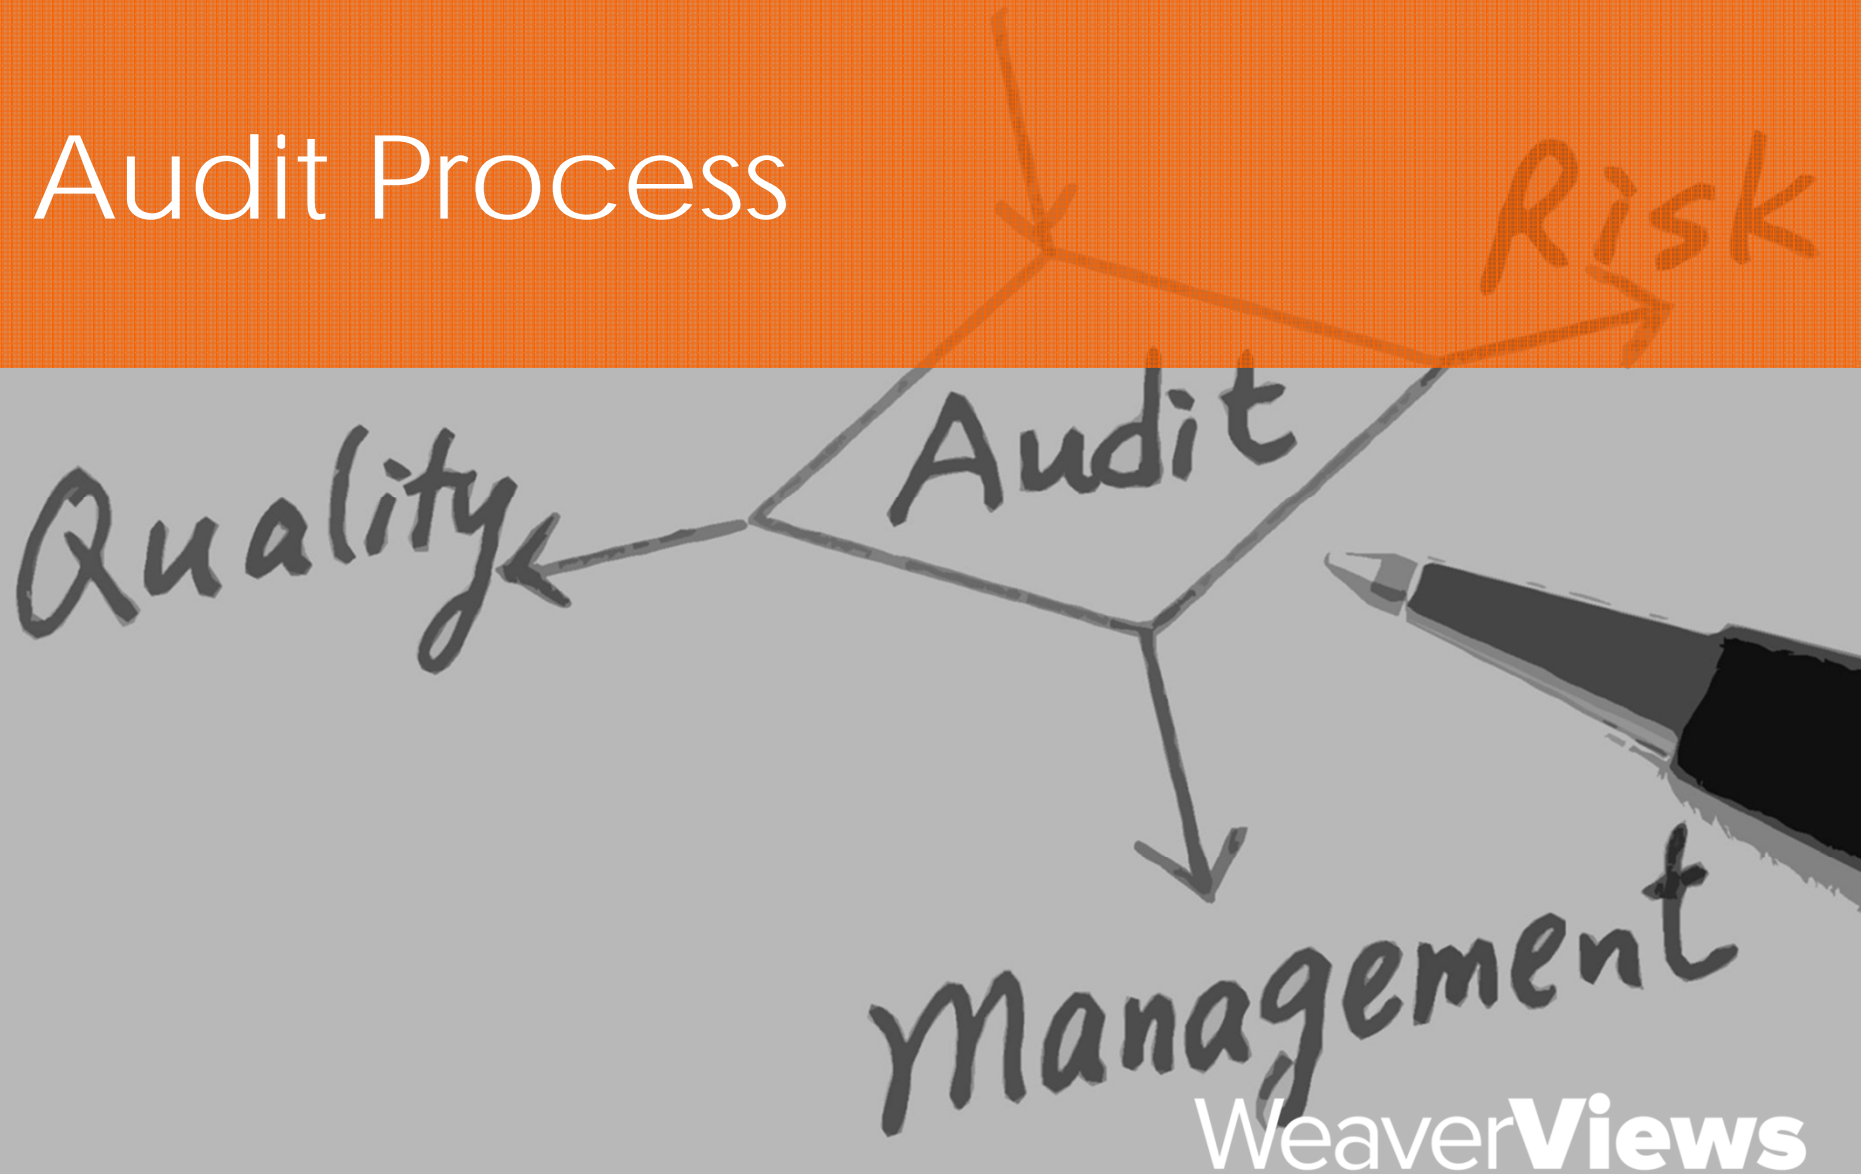 Audit Process
Risk
Audit
Quality
Management
WeaverViews